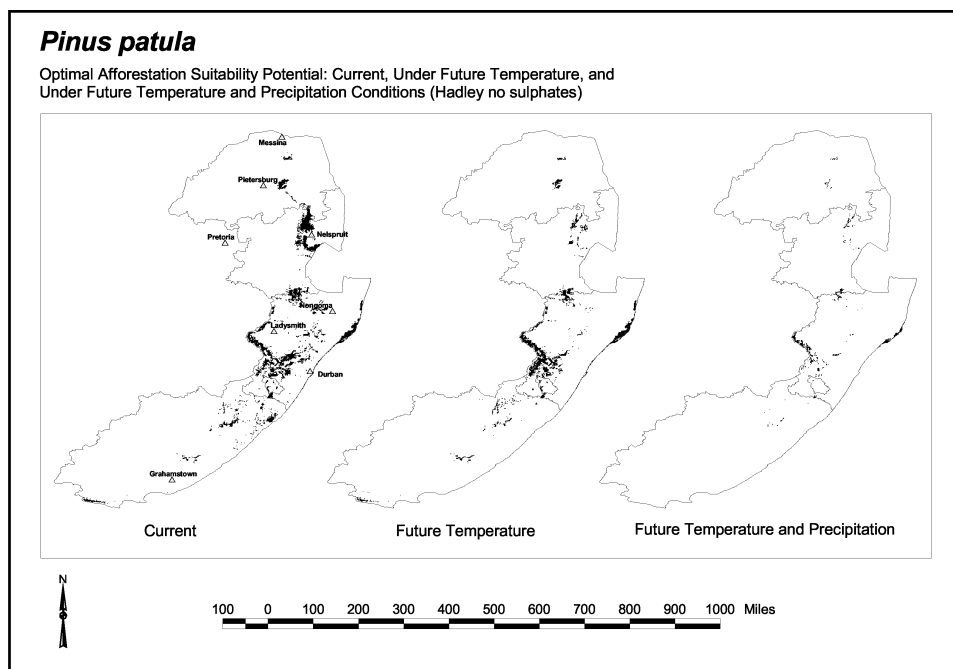 Pinus patula
Optimal Afforestation Suitability Potential: Current, Under Future Temperature, and
Under Future Temperature and Precipitation Conditions (Hadley no sulphates)
Messina
Pietersburg
Pretoria
Nelspruit
Nongoma
Ladysmith
Durban
Grahamstown
Current
Future Temperature
Future Temperature and Precipitation
N
100 0 100 200 300 400 500 600 700 800 900 1000 Miles